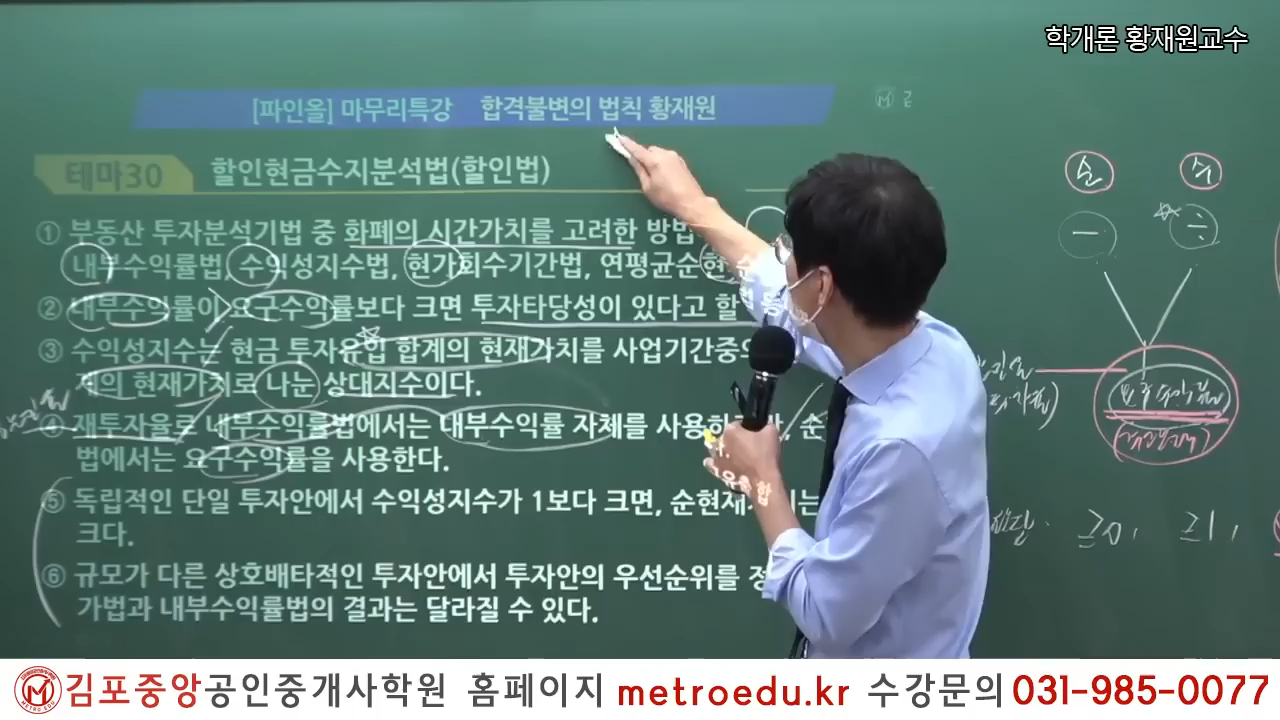 학개론 황재원교수
[파인올] 마무리특강 합격불변의 법칙 황재원
테마30 할인현금수지분석법(할인법)
① 부동산 투자분석기법 중 화폐의 시간가치를 고려한 방법
내부수익률법, 수익성지수법, 현가회수기간법, 연평균순현
② 내부수익률이 요구수익률보다 크면 투자타당성이 있다고 할
③ 수익성지수는 현금 투자유입 합계의 현재가치를 사업기간중의
계의 현재가치로 나눈 상대지수이다.
④ 재투자율로 내부수익률법에서는 내부수익률 자체를 사용하
법에서는 요구수익률을 사용한다.
⑤ 독립적인 단일 투자안에서 수익성지수가 1보다 크면, 순현재
크다.
⑥ 규모가 다른 상호배타적인 투자안에서 투자안의 우선순위를 정
가법과 내부수익률법의 결과는 달라질 수 있다.
유출 합
순 수
− ÷
요구수익률
≥0, ≥1,
김포중앙공인중개사학원 홈페이지 metroedu.kr 수강문의 031-985-0077
METRO EDU